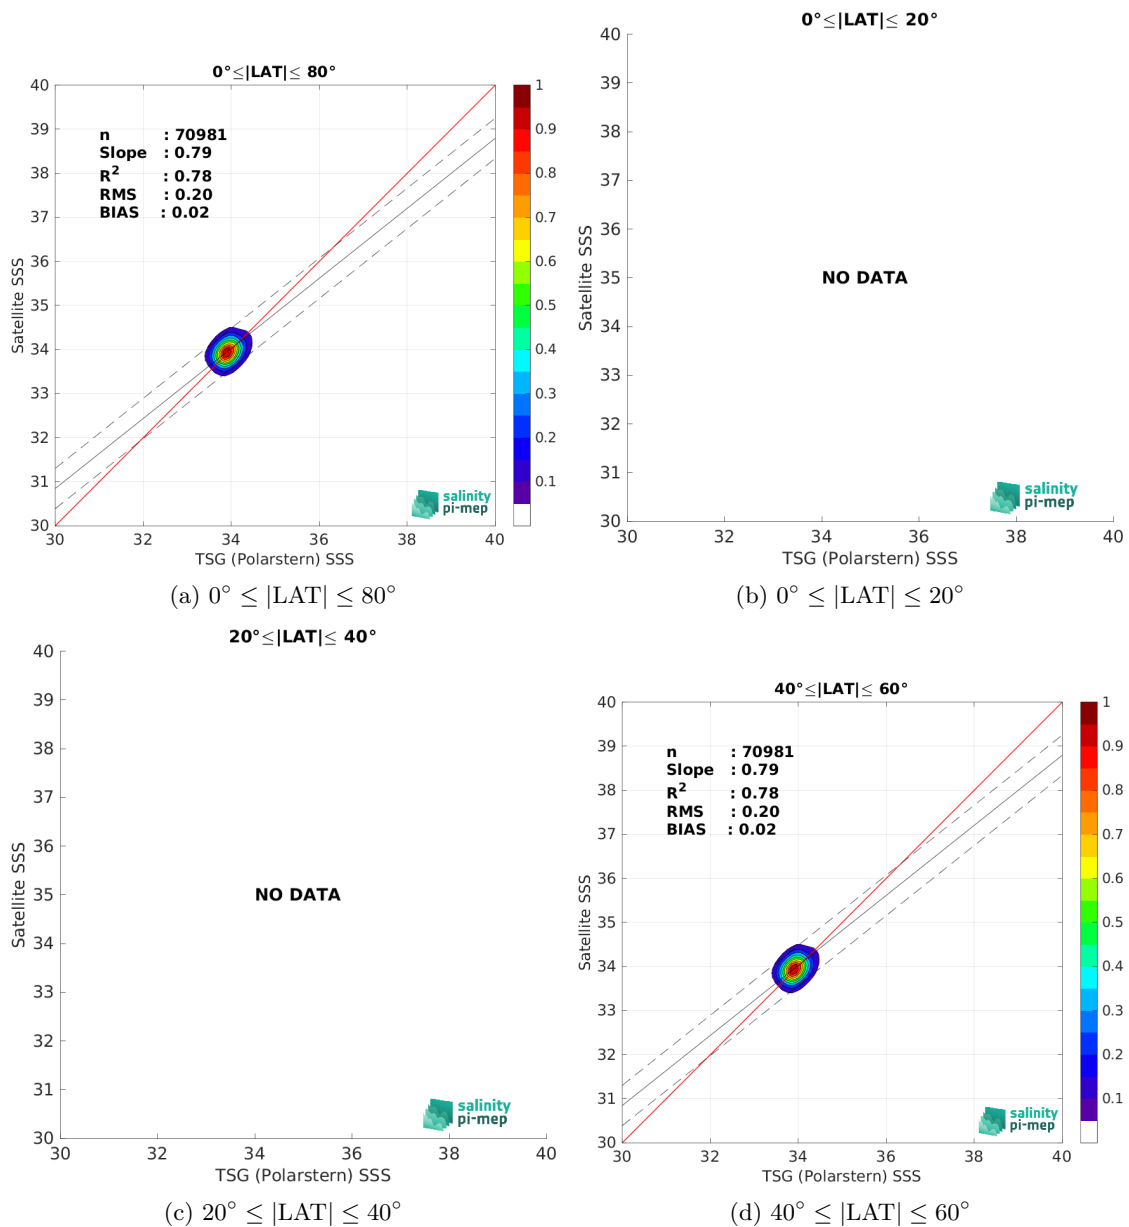 0°≤|LAT|≤ 80°
40
39
38
37
36
35
34
33
32
31
30
Satellite SSS
n : 70981
Slope : 0.79
R² : 0.78
RMS : 0.20
BIAS : 0.02
1
0.9
0.8
0.7
0.6
0.5
0.4
0.3
0.2
0.1
salinity
pi-mep
30 32 34 36 38 40
TSG (Polarstern) SSS
(a) 0° ≤ |LAT| ≤ 80°
0°≤|LAT|≤ 20°
40
39
38
37
36
35
34
33
32
31
30
Satellite SSS
NO DATA
salinity
pi-mep
30 32 34 36 38 40
TSG (Polarstern) SSS
(b) 0° ≤ |LAT| ≤ 20°
20°≤|LAT|≤ 40°
40
39
38
37
36
35
34
33
32
31
30
Satellite SSS
NO DATA
salinity
pi-mep
30 32 34 36 38 40
TSG (Polarstern) SSS
(c) 20° ≤ |LAT| ≤ 40°
40°≤|LAT|≤ 60°
40
39
38
37
36
35
34
33
32
31
30
Satellite SSS
n : 70981
Slope : 0.79
R² : 0.78
RMS : 0.20
BIAS : 0.02
1
0.9
0.8
0.7
0.6
0.5
0.4
0.3
0.2
0.1
salinity
pi-mep
30 32 34 36 38 40
TSG (Polarstern) SSS
(d) 40° ≤ |LAT| ≤ 60°